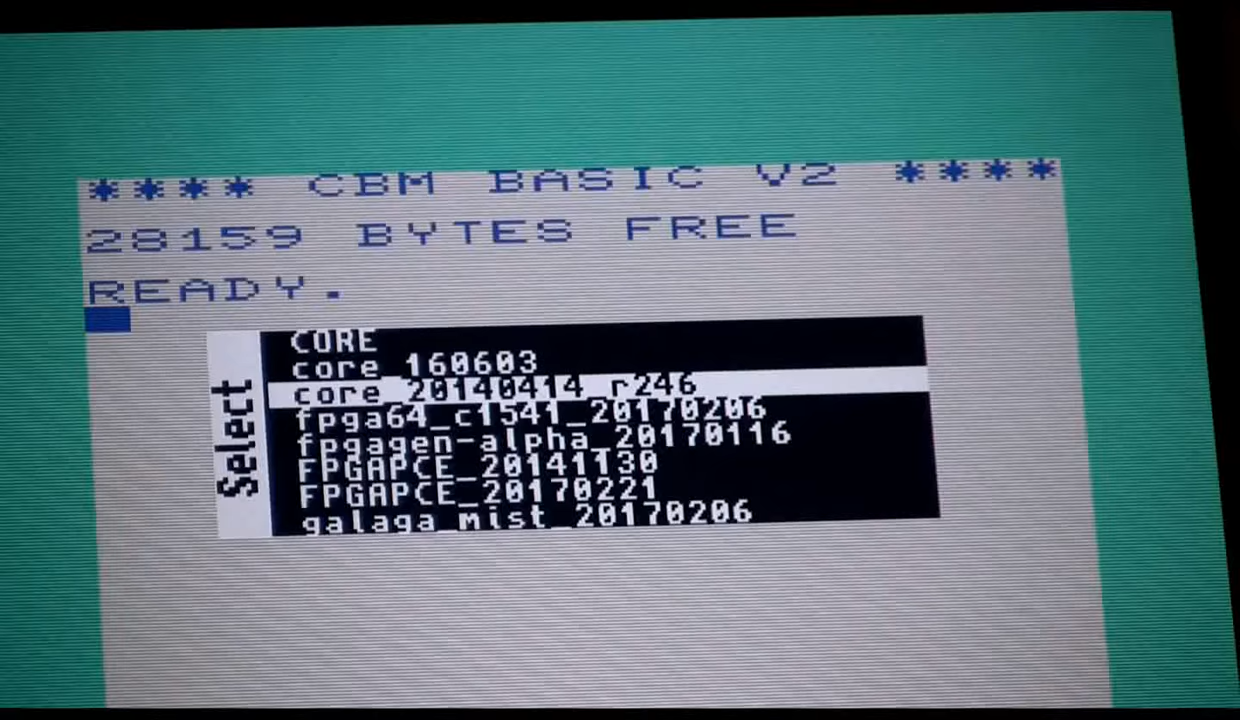 **** CBM BASIC V2 ****
28159 BYTES FREE
READY.
Select
CORE
core_160603
core_20140414_r246
fpga64_c1541_20170206
fpgagen-alpha_20170116
FPGAPCE_20141130
FPGAPCE_20170221
galaga_mist_20170206